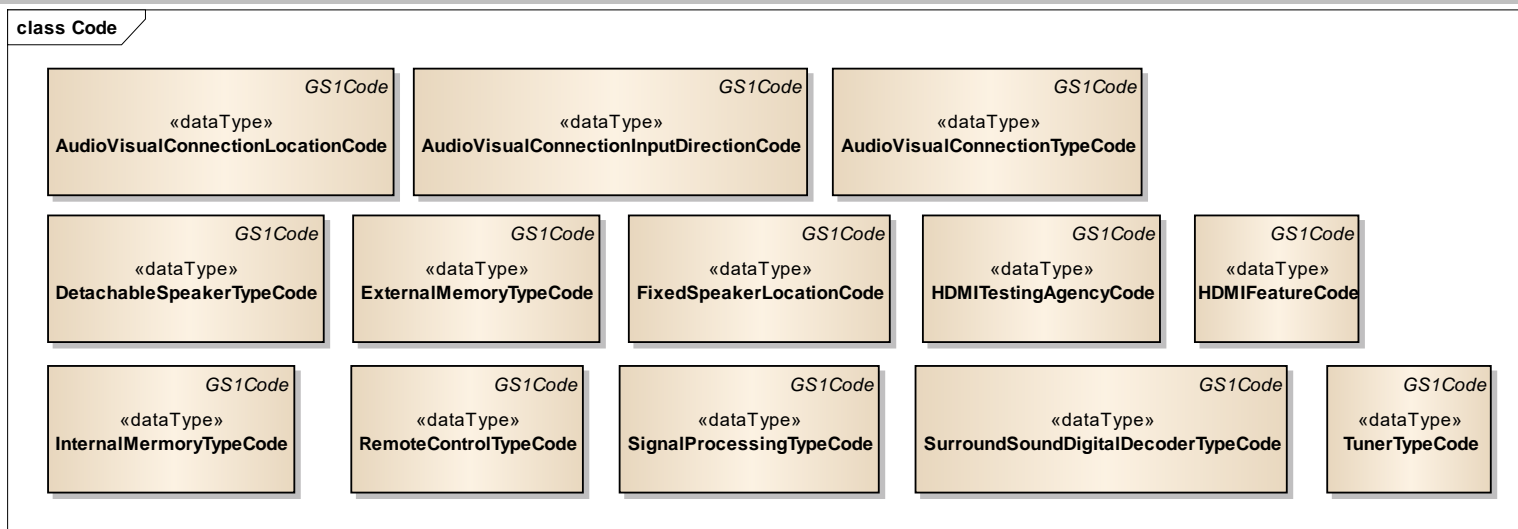 class Code
GS1Code
«dataType»
AudioVisualConnectionLocationCode
GS1Code
«dataType»
AudioVisualConnectionInputDirectionCode
GS1Code
«dataType»
AudioVisualConnectionTypeCode
GS1Code
«dataType»
DetachableSpeakerTypeCode
GS1Code
«dataType»
ExternalMemoryTypeCode
GS1Code
«dataType»
FixedSpeakerLocationCode
GS1Code
«dataType»
HDMITestingAgencyCode
GS1Code
«dataType»
HDMIFeatureCode
GS1Code
«dataType»
InternalMermoryTypeCode
GS1Code
«dataType»
RemoteControlTypeCode
GS1Code
«dataType»
SignalProcessingTypeCode
GS1Code
«dataType»
SurroundSoundDigitalDecoderTypeCode
GS1Code
«dataType»
TunerTypeCode